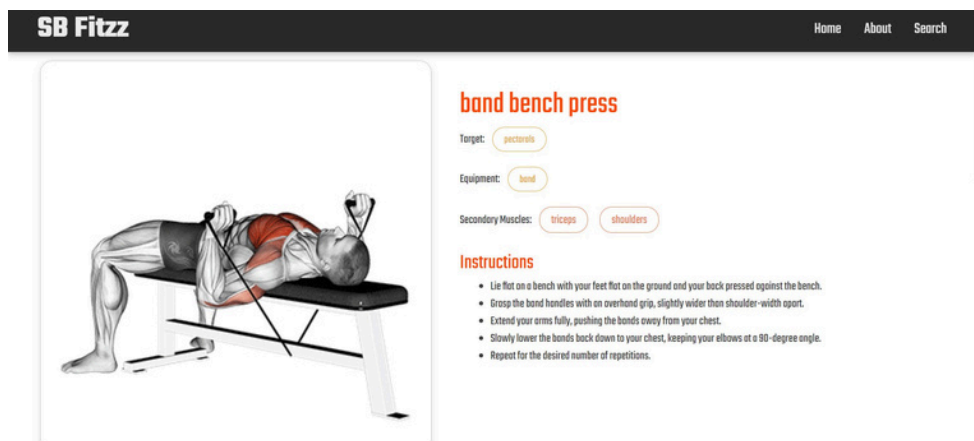 SB Fitzz
Home About Search
band bench press
Target: pectorals
Equipment: band
Secondary Muscles: triceps shoulders
Instructions
• Lie flat on a bench with your feet flat on the ground and your back pressed against the bench.
• Grasp the band handles with an overhand grip, slightly wider than shoulder-width apart.
• Extend your arms fully, pushing the bands away from your chest.
• Slowly lower the bands back down to your chest, keeping your elbows at a 90-degree angle.
• Repeat for the desired number of repetitions.